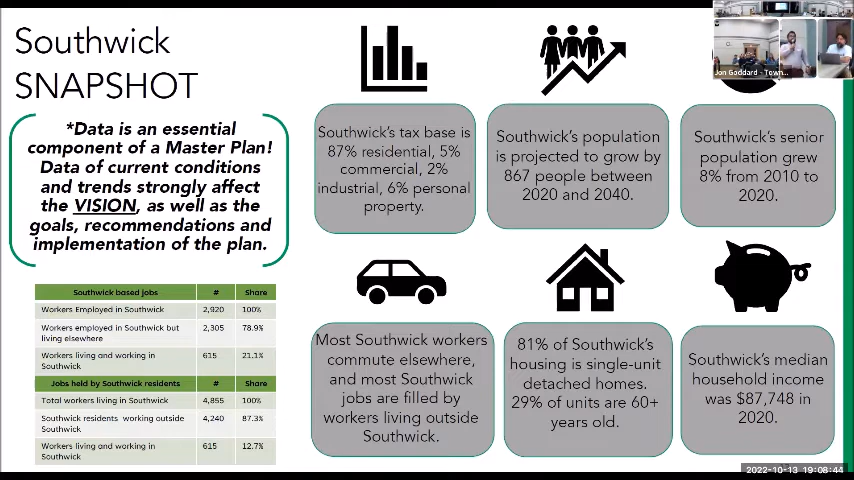 Southwick
SNAPSHOT
*Data is an essential
component of a Master Plan!
Data of current conditions
and trends strongly affect
the VISION, as well as the
goals, recommendations and
implementation of the plan.
Southwick based jobs # Share
Workers Employed in Southwick 2,920 100%
Workers employed in Southwick but 2,305 78.9%
living elsewhere
Workers living and working in 615 21.1%
Southwick
Jobs held by Southwick residents # Share
Total workers living in Southwick 4,855 100%
Southwick residents working outside 4,240 87.3%
Southwick
Workers living and working in 615 12.7%
Southwick
Southwick's tax base is
87% residential, 5%
commercial, 2%
industrial, 6% personal
property.
Southwick's population
is projected to grow by
867 people between
2020 and 2040.
Southwick's senior
population grew
8% from 2010 to
2020.
Most Southwick workers
commute elsewhere,
and most Southwick
jobs are filled by
workers living outside
Southwick.
81% of Southwick's
housing is single-unit
detached homes.
29% of units are 60+
years old.
Southwick's median
household income
was $87,748 in
2020.
Jon Goddard - Town...
2022-10-13 19:08:44